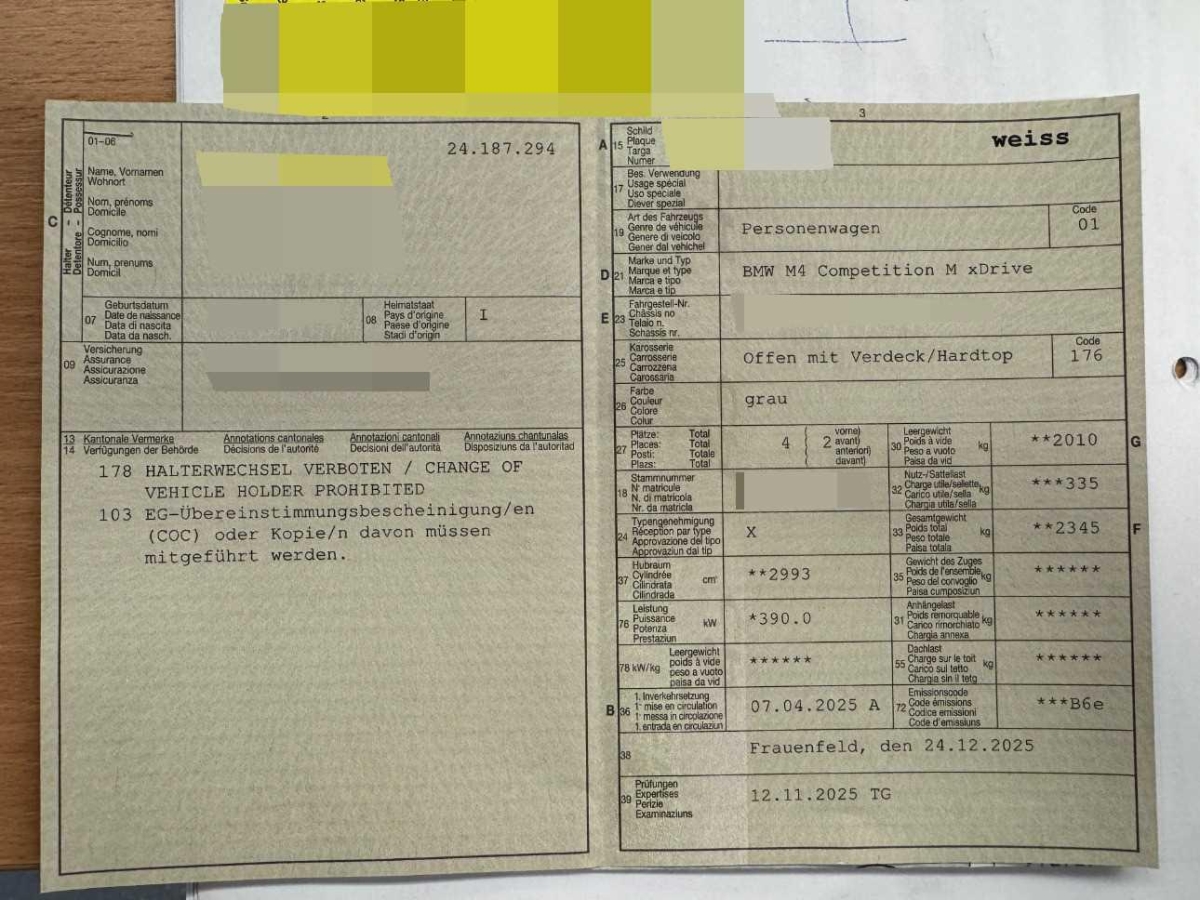 2
01-06
24.187.294
C
Halter - Détenteur
Detentore - Possessur
Name, Vornamen
Wohnort
Nom, prénoms
Domicile
Cognome, nomi
Domicilio
Num, prenums
Domicil
07
Geburtsdatum
Date de naissance
Data di nascita
Data da nasch.
08
Heimatstaat
Pays d'origine
Paese d'origine
Stadi d'origin
I
09
Versicherung
Assurance
Assicurazione
Assicuranza
13 Kantonale Vermerke Annotations cantonales Annotazioni cantonali Annotaziuns chantunalas
14 Verfügungen der Behörde Décisions de l'autorité Decisioni dell'autorità Disposiziuns da l'autoritad
178 HALTERWECHSEL VERBOTEN / CHANGE OF
VEHICLE HOLDER PROHIBITED
103 EG-Übereinstimmungsbescheinigung/en
(COC) oder Kopie/n davon müssen
mitgeführt werden.
3
A 15
Schild
Plaque
Targa
Numer
weiss
17
Bes. Verwendung
Usage spécial
Uso speciale
Diever spezial
19
Art des Fahrzeugs
Genre de véhicule
Genere di veicolo
Gener dal vehichel
Personenwagen
Code
01
D 21
Marke und Typ
Marque et type
Marca e tipo
Marca e tip
BMW M4 Competition M xDrive
E 23
Fahrgestell-Nr.
Châssis no
Telaio n.
Schassis nr.
25
Karosserie
Carrosserie
Carrozzeria
Carossaria
Offen mit Verdeck/Hardtop
Code
176
26
Farbe
Couleur
Colore
Colur
grau
27
Plätze: Total
Places: Total
Posti: Totale
Plazs: Total
4 ( 2
vorne)
avant)
anteriori)
davant)
30
Leergewicht
Poids à vide
Peso a vuoto
Paisa da vid
kg
**2010
G
18
Stammnummer
N° matricule
N. di matricola
Nr. da matricla
32
Nutz-/Sattellast
Charge utile/sellette
Carico utile/sella
Chargia utila/sella
kg
***335
24
Typengenehmigung
Réception par type
Approvazione del tipo
Approvaziun dal tip
X
33
Gesamtgewicht
Poids total
Peso totale
Paisa totala
kg
**2345
F
37
Hubraum
Cylindrée
Cilindrata
Cilindrada
cm³
**2993
35
Gewicht des Zuges
Poids de l'ensemble
Peso del convoglio
Paisa cumposiziun
kg
******
76
Leistung
Puissance
Potenza
Prestaziun
kW
*390.0
31
Anhängelast
Poids remorquable
Carico rimorchiato
Chargia annexa
kg
******
78 kW/kg
Leergewicht
poids à vide
peso a vuoto
paisa da vid
******
55
Dachlast
Charge sur le toit
Carico sul tetto
Chargia sin il tetg
kg
******
B 36
1. Inverkehrsetzung
1re mise en circulation
1a messa in circolazione
1. entrada en circulaziun
07.04.2025 A
72
Emissionscode
Code émissions
Codice emissioni
Code d'emissiuns
***B6e
38
Frauenfeld, den 24.12.2025
39
Prüfungen
Expertises
Perizie
Examinaziuns
12.11.2025 TG